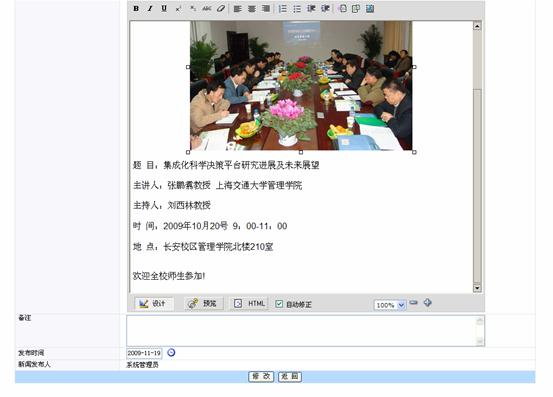 B I U x² x₂ ABC
题 目：集成化科学决策平台研究进展及未来展望
主讲人：张鹏翥教授 上海交通大学管理学院
主持人：刘西林教授
时 间：2009年10月20号 9：00-11：00
地 点：长安校区管理学院北楼210室
欢迎全校师生参加!
设计 预览 HTML 自动修正 100%
备注
发布时间 2009-11-19
新闻发布人 系统管理员
修 改 返 回